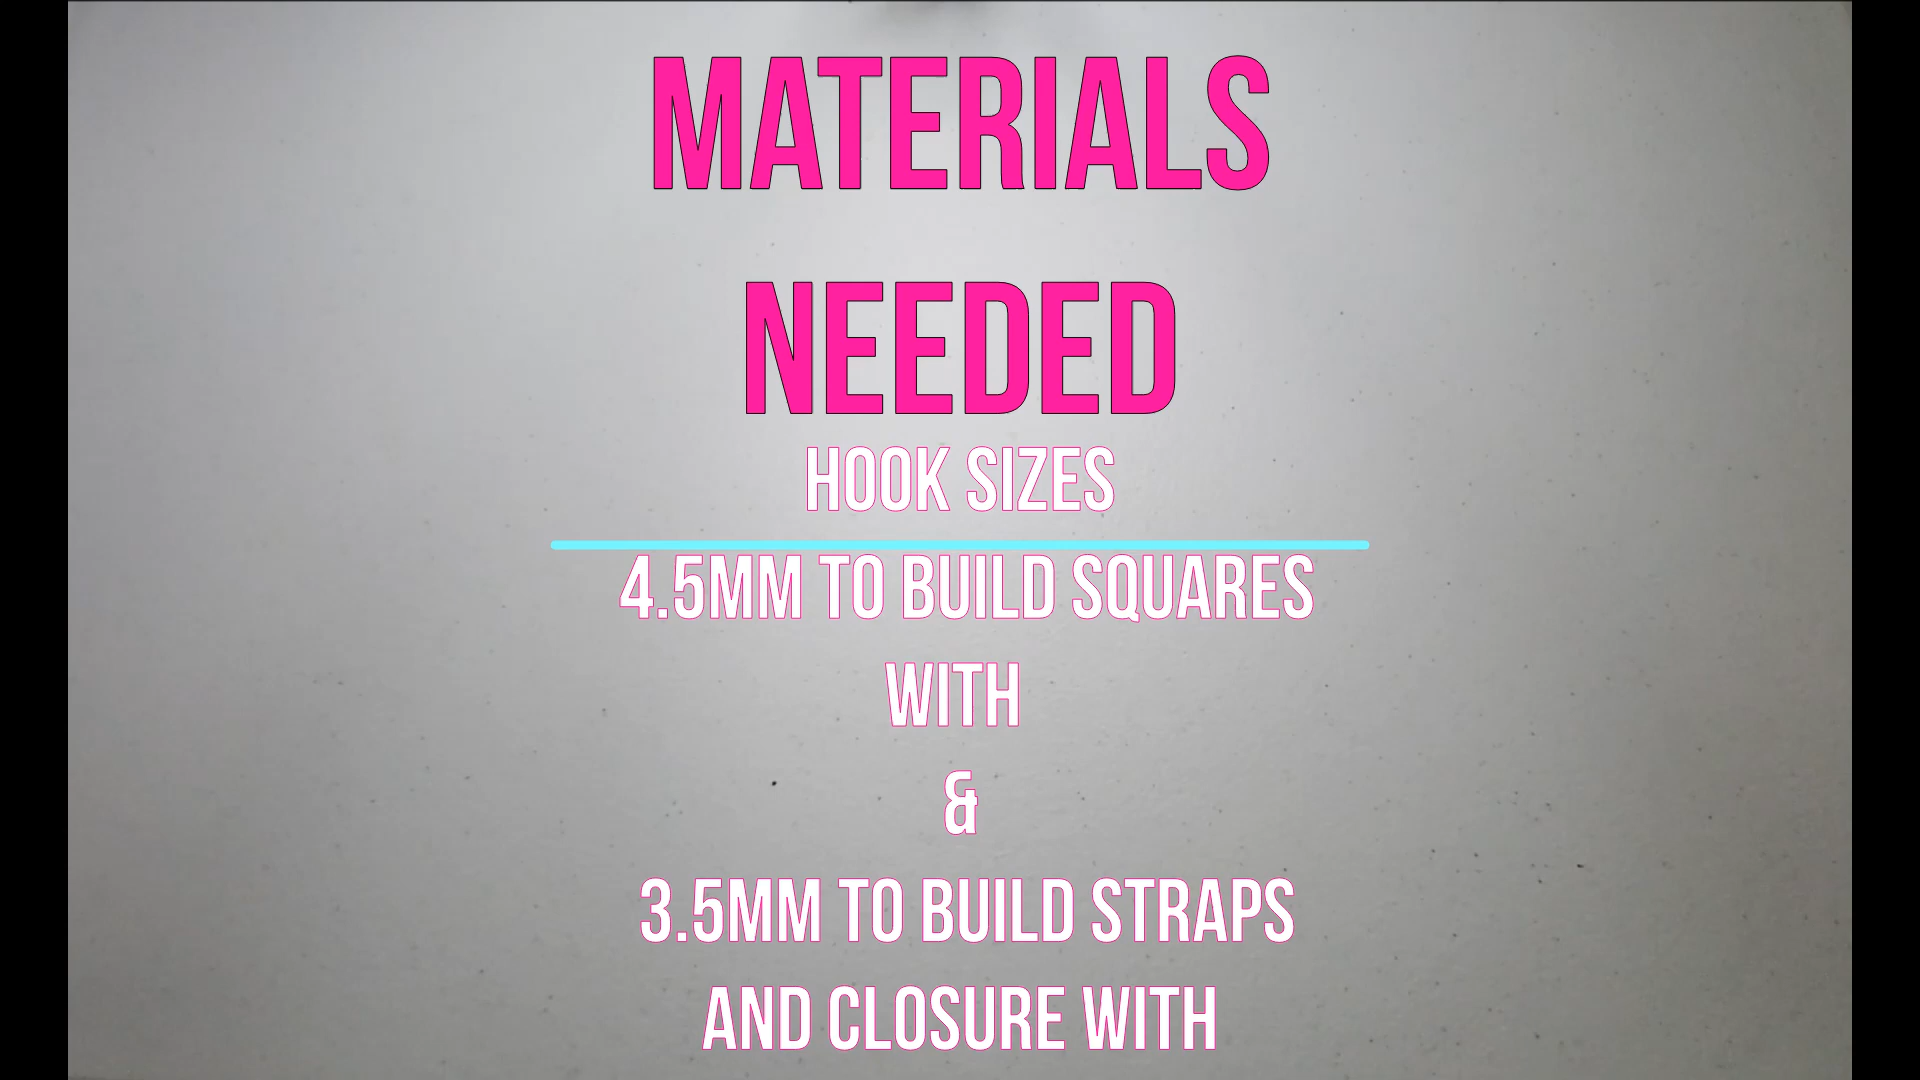 MATERIALS
NEEDED
HOOK SIZES
4.5MM TO BUILD SQUARES
WITH
&
3.5MM TO BUILD STRAPS
AND CLOSURE WITH